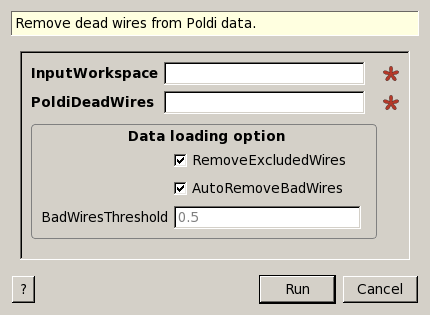 Remove dead wires from Poldi data.
InputWorkspace
PoldiDeadWires
Data loading option
RemoveExcludedWires
AutoRemoveBadWires
BadWiresThreshold 0.5
? Run Cancel